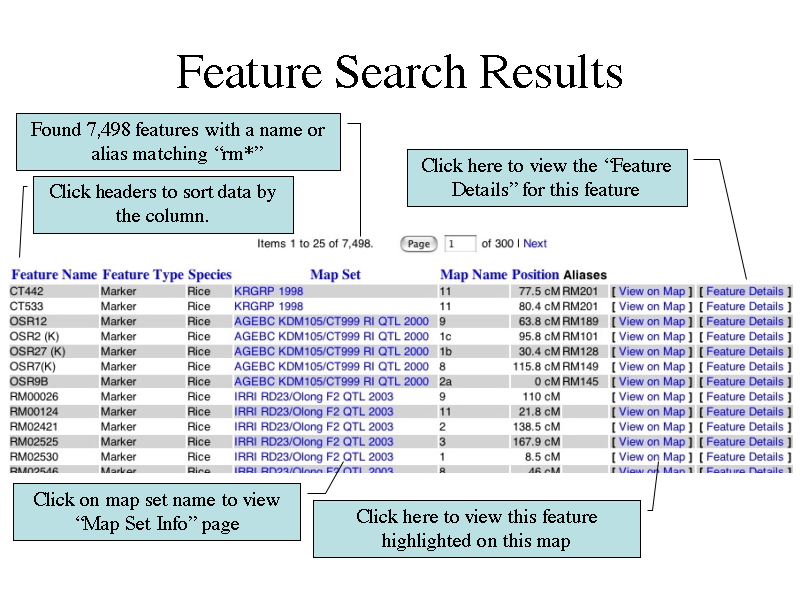 Feature Search Results
Found 7,498 features with a name or
alias matching “rm*”
Click here to view the “Feature
Details” for this feature
Click headers to sort data by
the column.
Items 1 to 25 of 7,498. Page 1 of 300 | Next
Feature Name Feature Type Species Map Set Map Name Position Aliases
CT442 Marker Rice KRGRP 1998 11 77.5 cM RM201 [ View on Map ] [ Feature Details ]
CT533 Marker Rice KRGRP 1998 11 80.4 cM RM201 [ View on Map ] [ Feature Details ]
OSR12 Marker Rice AGEBC KDM105/CT999 RI QTL 2000 9 63.8 cM RM189 [ View on Map ] [ Feature Details ]
OSR2 (K) Marker Rice AGEBC KDM105/CT999 RI QTL 2000 1c 95.8 cM RM101 [ View on Map ] [ Feature Details ]
OSR27 (K) Marker Rice AGEBC KDM105/CT999 RI QTL 2000 1b 30.4 cM RM128 [ View on Map ] [ Feature Details ]
OSR7(K) Marker Rice AGEBC KDM105/CT999 RI QTL 2000 8 115.8 cM RM149 [ View on Map ] [ Feature Details ]
OSR9B Marker Rice AGEBC KDM105/CT999 RI QTL 2000 2a 0 cM RM145 [ View on Map ] [ Feature Details ]
RM00026 Marker Rice IRRI RD23/Olong F2 QTL 2003 9 110 cM [ View on Map ] [ Feature Details ]
RM00124 Marker Rice IRRI RD23/Olong F2 QTL 2003 11 21.8 cM [ View on Map ] [ Feature Details ]
RM02421 Marker Rice IRRI RD23/Olong F2 QTL 2003 2 138.5 cM [ View on Map ] [ Feature Details ]
RM02525 Marker Rice IRRI RD23/Olong F2 QTL 2003 3 167.9 cM [ View on Map ] [ Feature Details ]
RM02530 Marker Rice IRRI RD23/Olong F2 QTL 2003 1 8.5 cM [ View on Map ] [ Feature Details ]
RM02546 Marker Rice IRRI RD23/Olong F2 QTL 2003 8 46 cM [ View on Map ] [ Feature Details ]
Click on map set name to view
“Map Set Info” page
Click here to view this feature
highlighted on this map